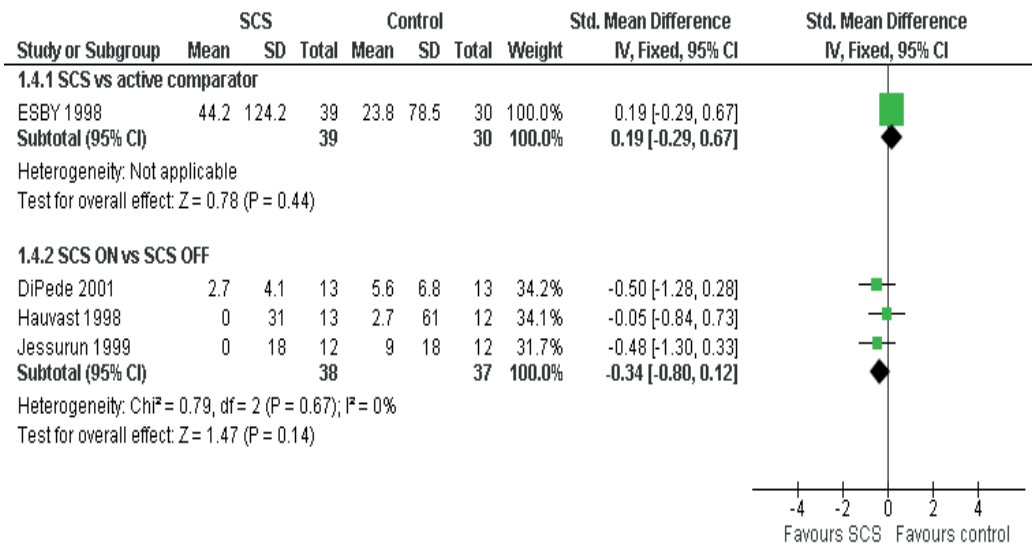 SCS Control Std. Mean Difference Std. Mean Difference
Study or Subgroup Mean SD Total Mean SD Total Weight IV, Fixed, 95% CI IV, Fixed, 95% CI
1.4.1 SCS vs active comparator
ESBY 1998 44.2 124.2 39 23.8 78.5 30 100.0% 0.19 [-0.29, 0.67]
Subtotal (95% CI) 39 30 100.0% 0.19 [-0.29, 0.67]
Heterogeneity: Not applicable
Test for overall effect: Z = 0.78 (P = 0.44)
1.4.2 SCS ON vs SCS OFF
DiPede 2001 2.7 4.1 13 5.6 6.8 13 34.2% -0.50 [-1.28, 0.28]
Hauvast 1998 0 31 13 2.7 61 12 34.1% -0.05 [-0.84, 0.73]
Jessurun 1999 0 18 12 9 18 12 31.7% -0.48 [-1.30, 0.33]
Subtotal (95% CI) 38 37 100.0% -0.34 [-0.80, 0.12]
Heterogeneity: Chi² = 0.79, df = 2 (P = 0.67); I² = 0%
Test for overall effect: Z = 1.47 (P = 0.14)
-4 -2 0 2 4
Favours SCS Favours control